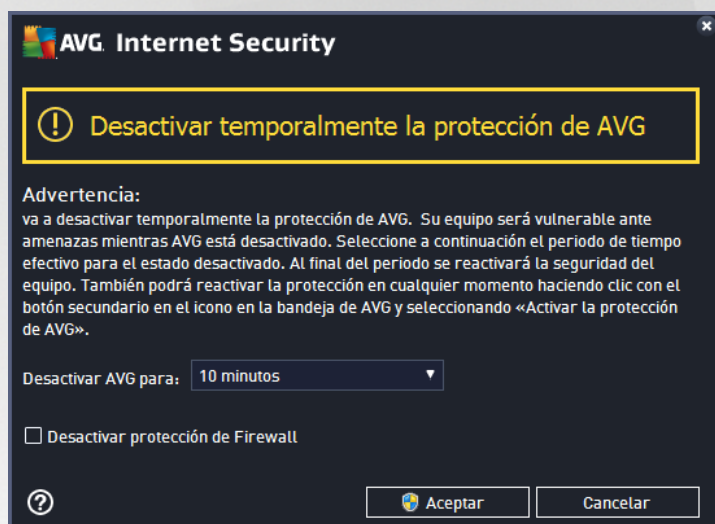 AVG. Internet Security
Desactivar temporalmente la protección de AVG
Advertencia:
va a desactivar temporalmente la protección de AVG. Su equipo será vulnerable ante
amenazas mientras AVG está desactivado. Seleccione a continuación el periodo de tiempo
efectivo para el estado desactivado. Al final del periodo se reactivará la seguridad del
equipo. También podrá reactivar la protección en cualquier momento haciendo clic con el
botón secundario en el icono en la bandeja de AVG y seleccionando «Activar la protección
de AVG».
Desactivar AVG para: 10 minutos
Desactivar protección de Firewall
Aceptar Cancelar